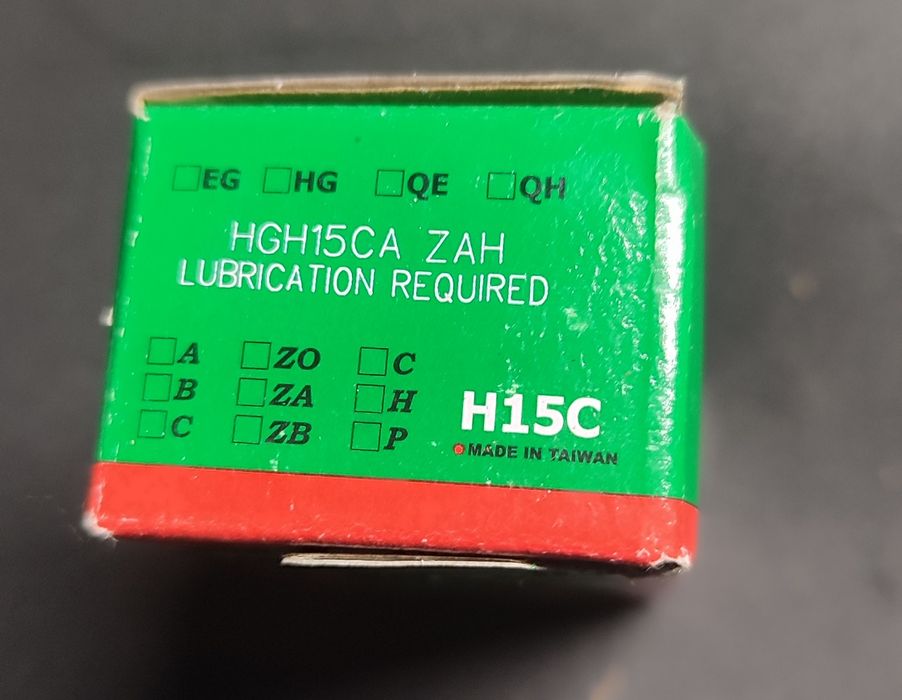 □EG □HG □QE □QH
HGH15CA ZAH
LUBRICATION REQUIRED
□A □ZO □C
□B □ZA □H
□C □ZB □P
H15C
MADE IN TAIWAN